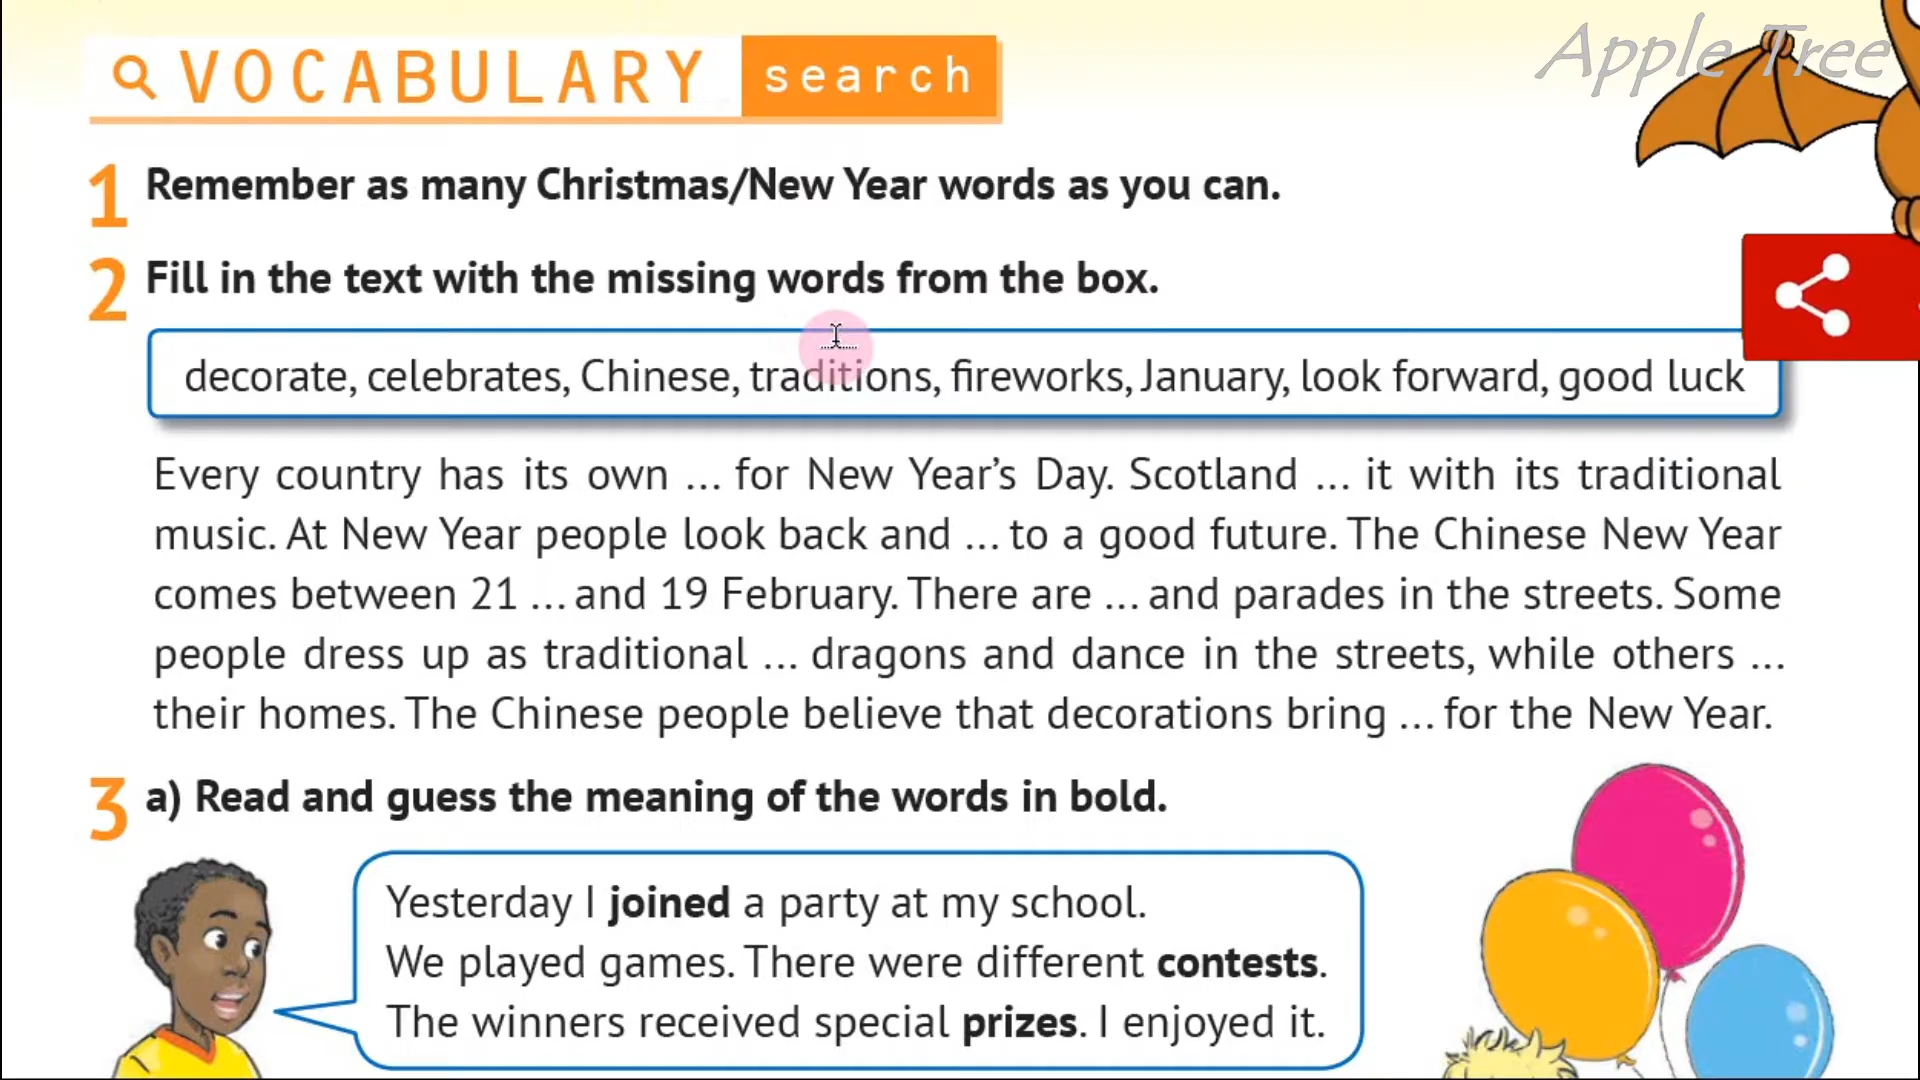 Apple Tree
VOCABULARY search
1 Remember as many Christmas/New Year words as you can.
2 Fill in the text with the missing words from the box.
decorate, celebrates, Chinese, traditions, fireworks, January, look forward, good luck
Every country has its own ... for New Year’s Day. Scotland ... it with its traditional
music. At New Year people look back and ... to a good future. The Chinese New Year
comes between 21 ... and 19 February. There are ... and parades in the streets. Some
people dress up as traditional ... dragons and dance in the streets, while others ...
their homes. The Chinese people believe that decorations bring ... for the New Year.
3 a) Read and guess the meaning of the words in bold.
Yesterday I joined a party at my school.
We played games. There were different contests.
The winners received special prizes. I enjoyed it.